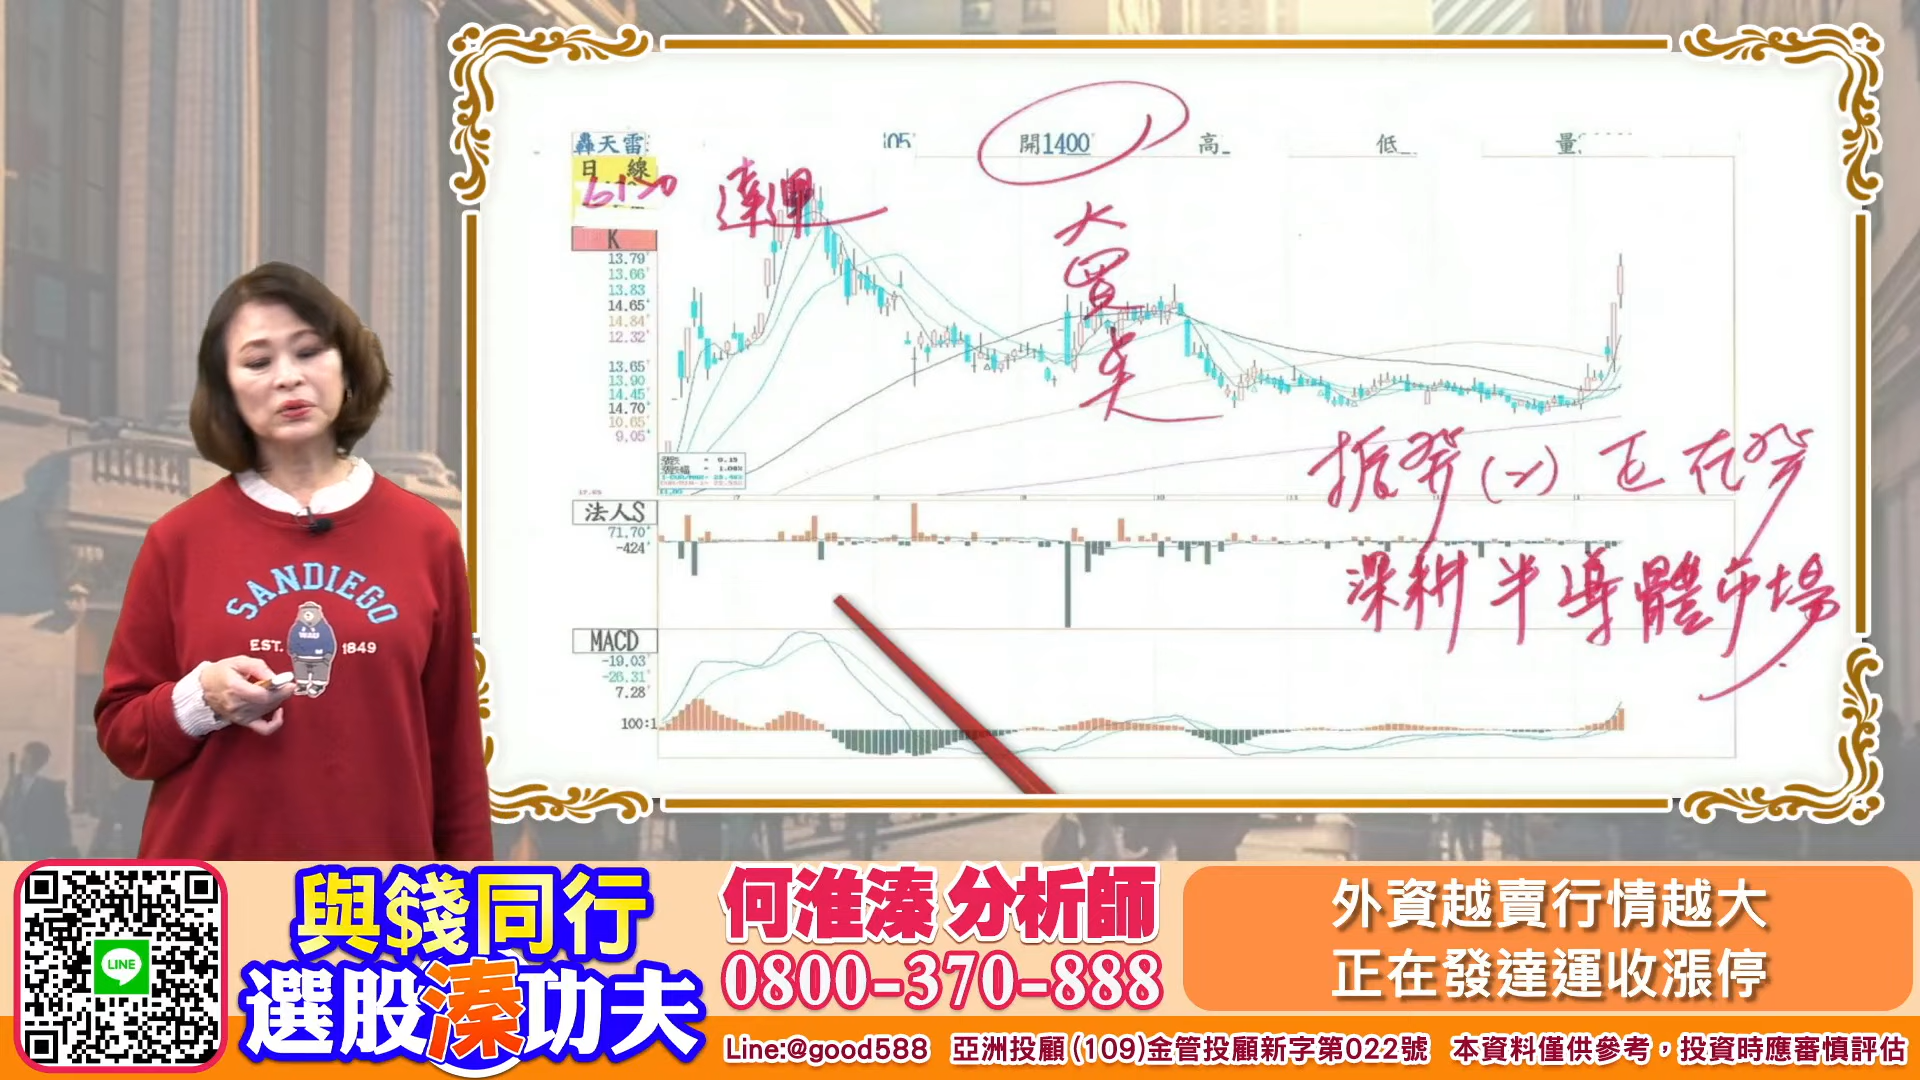 轟天雷
開1400
高
低
量
日 線
6120 達運
大買點
K
13.79
13.66
13.83
14.65
14.84
12.32
13.65
13.90
14.45
14.70
10.65
9.05
振發(二) 正在發
深耕半導體市場
法人S
71.70
-424
MACD
-19.03
-26.31
7.28
100:1
SANDIEGO
EST. 1849
LINE
與錢同行
選股溱功夫
何淮溱 分析師
0800-370-888
外資越賣行情越大
正在發達運收漲停
Line:@good588 亞洲投顧 (109)金管投顧新字第022號 本資料僅供參考，投資時應審慎評估